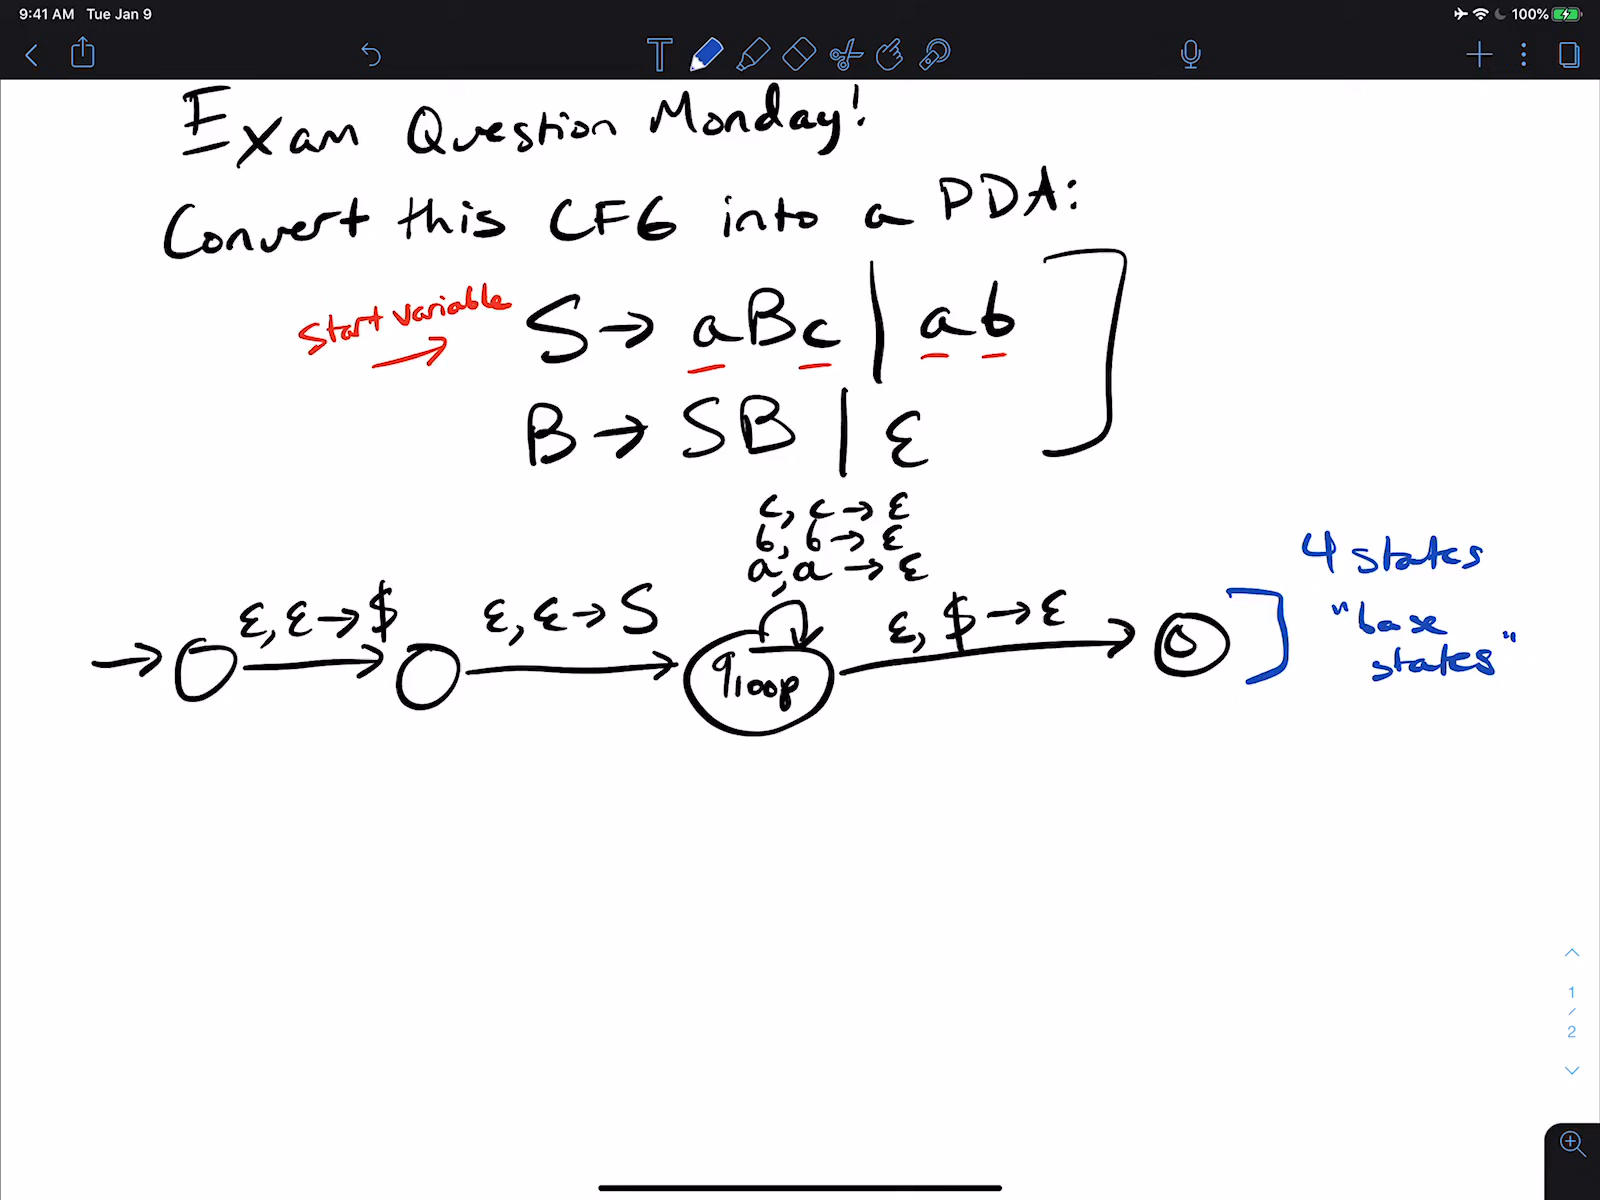 9:41 AM Tue Jan 9
100%
Exam Question Monday!
Convert this CFG into a PDA:
Start variable
→
S → aBc | ab
B → SB | ε
c, c → ε
b, b → ε
a, a → ε
ε, ε → $
ε, ε → S
ε, $ → ε
qloop
4 states
"base
states"
1
/
2